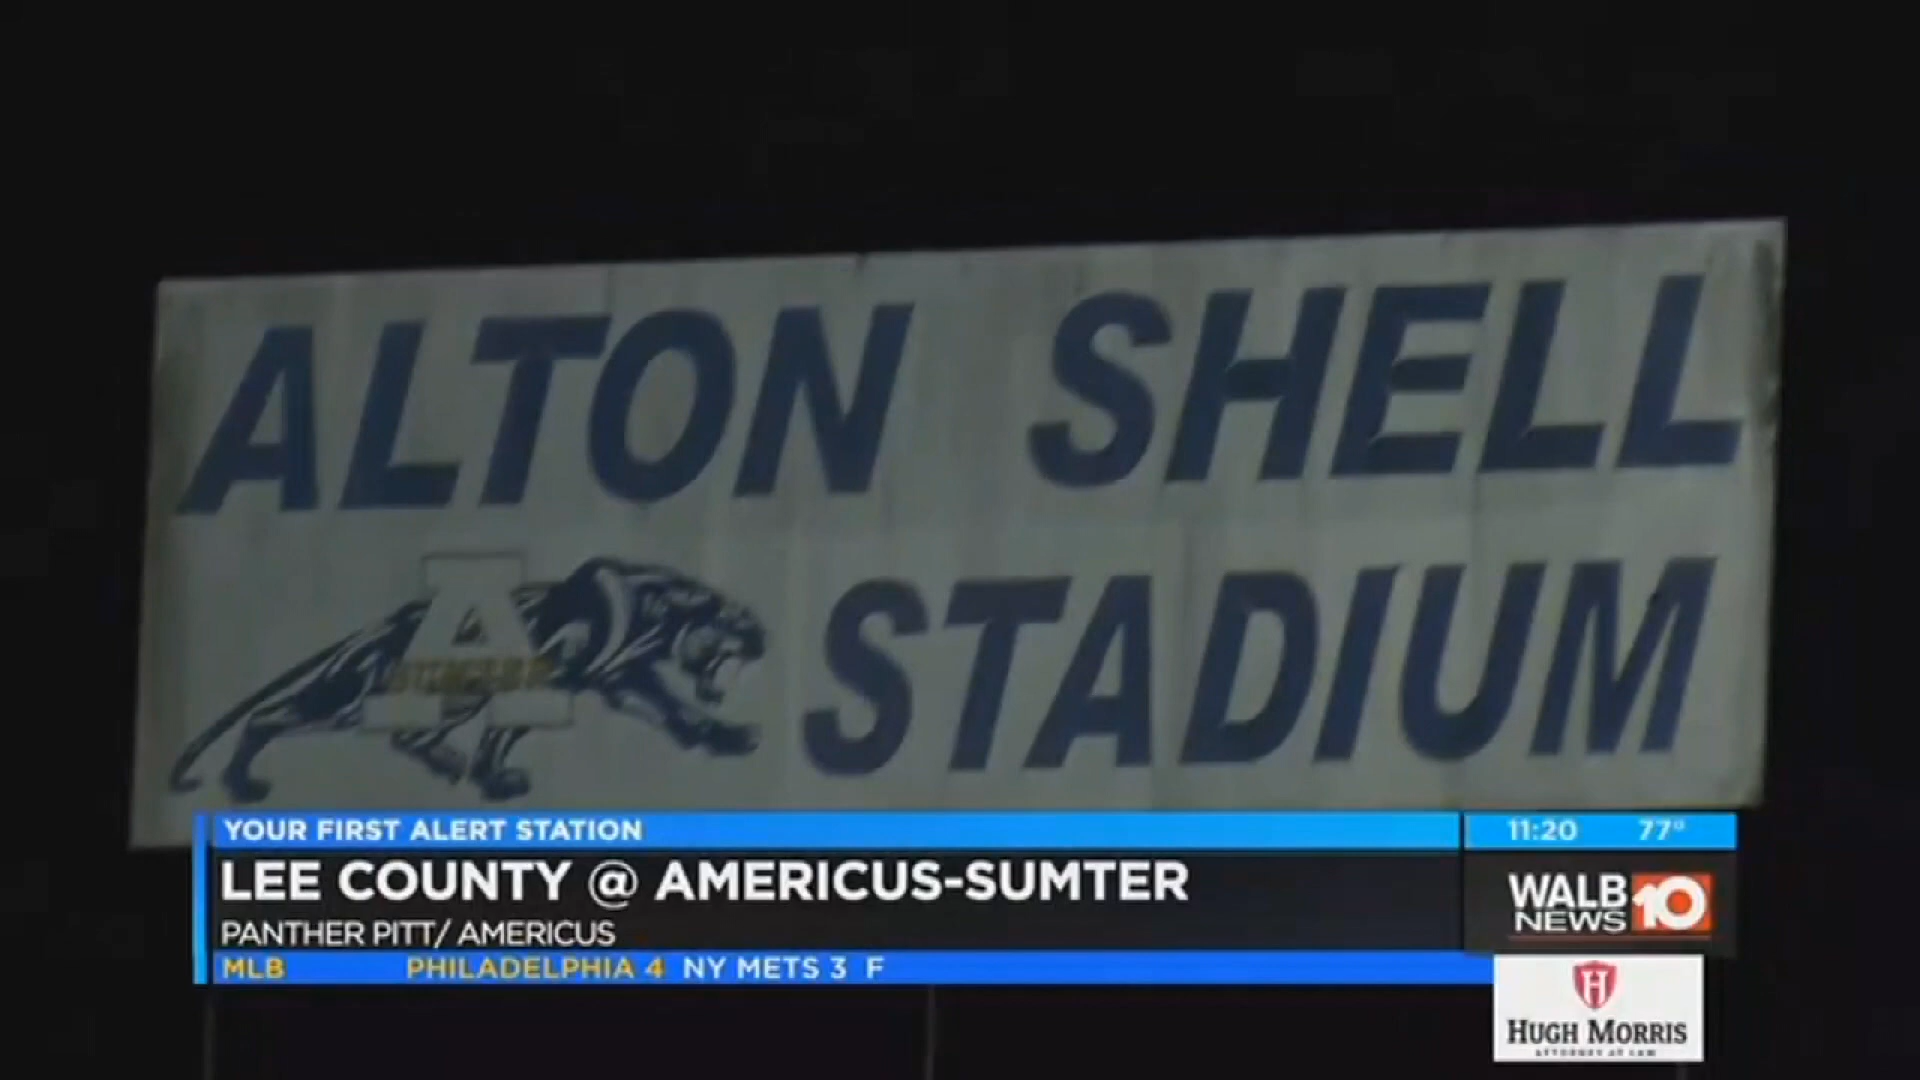 ALTON SHELL
STADIUM
A
YOUR FIRST ALERT STATION
11:20 77°
LEE COUNTY @ AMERICUS-SUMTER
PANTHER PITT/ AMERICUS
WALB
NEWS 10
MLB PHILADELPHIA 4 NY METS 3 F
H
HUGH MORRIS
ATTORNEY AT LAW